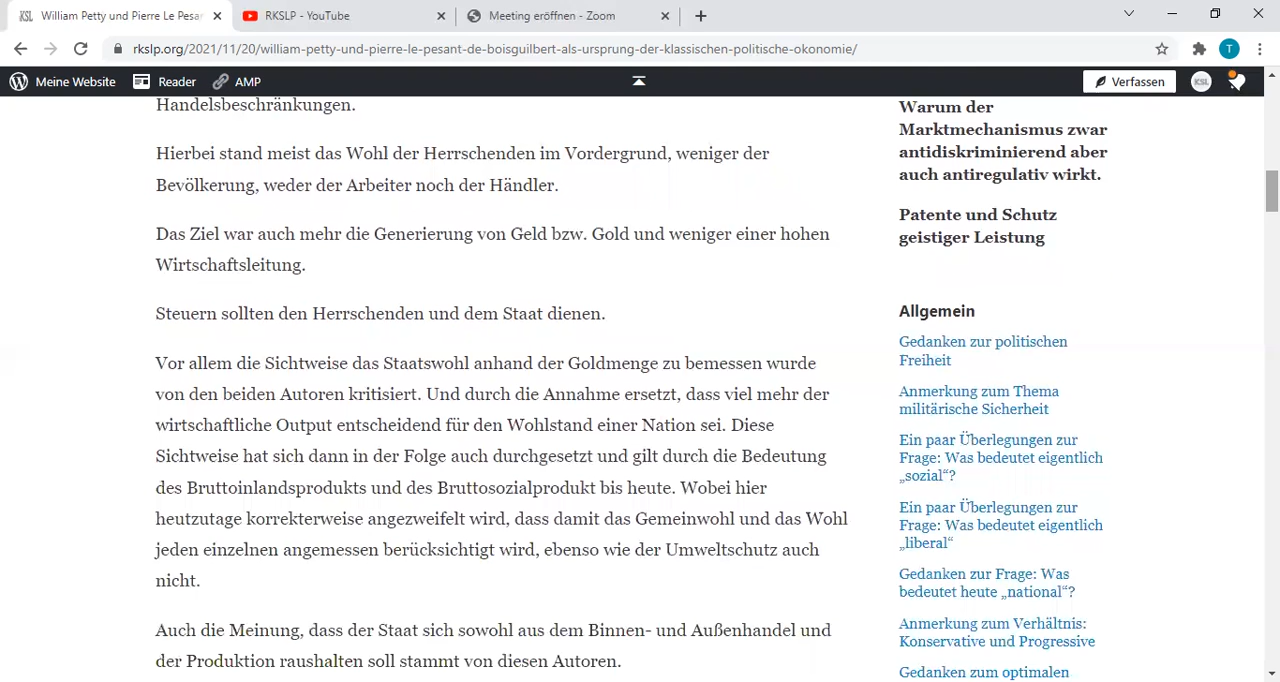 William Petty und Pierre Le Pesa
RKSLP - YouTube
Meeting eröffnen - Zoom
rkslp.org/2021/11/20/william-petty-und-pierre-le-pesant-de-boisguilbert-als-ursprung-der-klassischen-politische-okonomie/
T
Meine Website
Reader
AMP
Verfassen
KSL
Handelsbeschränkungen.
Hierbei stand meist das Wohl der Herrschenden im Vordergrund, weniger der
Bevölkerung, weder der Arbeiter noch der Händler.
Das Ziel war auch mehr die Generierung von Geld bzw. Gold und weniger einer hohen
Wirtschaftsleitung.
Steuern sollten den Herrschenden und dem Staat dienen.
Vor allem die Sichtweise das Staatswohl anhand der Goldmenge zu bemessen wurde
von den beiden Autoren kritisiert. Und durch die Annahme ersetzt, dass viel mehr der
wirtschaftliche Output entscheidend für den Wohlstand einer Nation sei. Diese
Sichtweise hat sich dann in der Folge auch durchgesetzt und gilt durch die Bedeutung
des Bruttoinlandsprodukts und des Bruttosozialprodukt bis heute. Wobei hier
heutzutage korrekterweise angezweifelt wird, dass damit das Gemeinwohl und das Wohl
jeden einzelnen angemessen berücksichtigt wird, ebenso wie der Umweltschutz auch
nicht.
Auch die Meinung, dass der Staat sich sowohl aus dem Binnen- und Außenhandel und
der Produktion raushalten soll stammt von diesen Autoren.
Warum der
Marktmechanismus zwar
antidiskriminierend aber
auch antiregulativ wirkt.
Patente und Schutz
geistiger Leistung
Allgemein
Gedanken zur politischen
Freiheit
Anmerkung zum Thema
militärische Sicherheit
Ein paar Überlegungen zur
Frage: Was bedeutet eigentlich
„sozial“?
Ein paar Überlegungen zur
Frage: Was bedeutet eigentlich
„liberal“
Gedanken zur Frage: Was
bedeutet heute „national“?
Anmerkung zum Verhältnis:
Konservative und Progressive
Gedanken zum optimalen